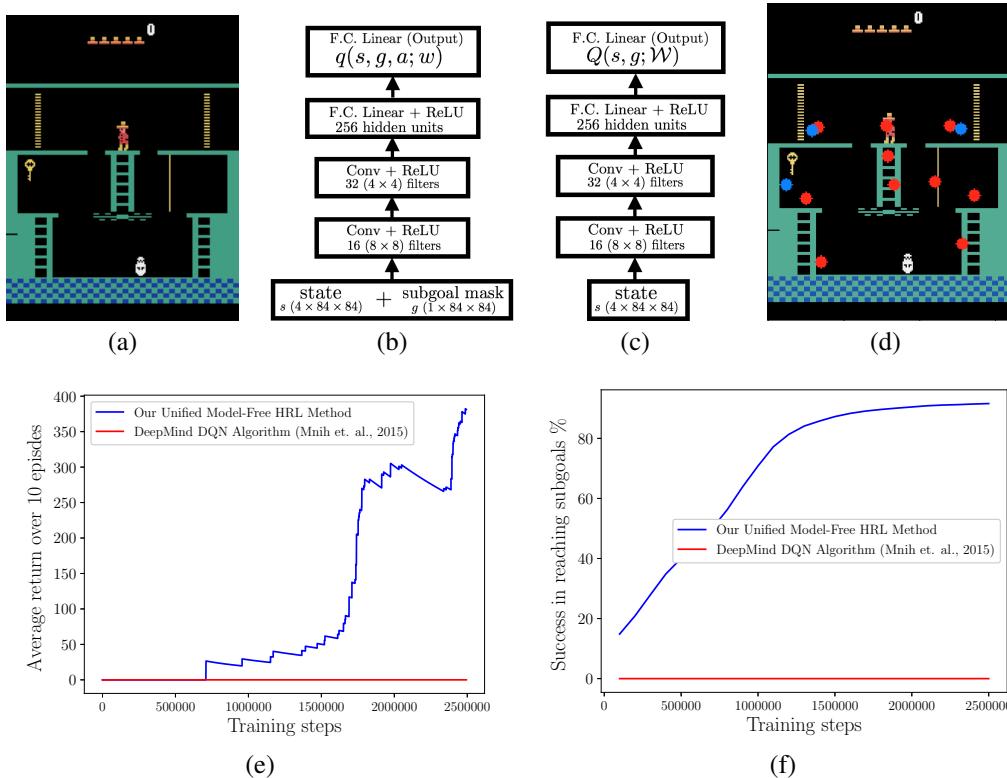 0
F.C. Linear (Output)
q(s, g, a; w)
F.C. Linear + ReLU
256 hidden units
Conv + ReLU
32 (4 × 4) filters
Conv + ReLU
16 (8 × 8) filters
state + subgoal mask
s (4 × 84 × 84) g (1 × 84 × 84)
F.C. Linear (Output)
Q(s, g; 𝒲)
F.C. Linear + ReLU
256 hidden units
Conv + ReLU
32 (4 × 4) filters
Conv + ReLU
16 (8 × 8) filters
state
s (4 × 84 × 84)
0
(a)
(b)
(c)
(d)
Average return over 10 episdes
400
350
300
250
200
150
100
50
0
Our Unified Model-Free HRL Method
DeepMind DQN Algorithm (Mnih et. al., 2015)
0 500000 1000000 1500000 2000000 2500000
Training steps
(e)
Success in reaching subgoals %
80
60
40
20
0
Our Unified Model-Free HRL Method
DeepMind DQN Algorithm (Mnih et. al., 2015)
0 500000 1000000 1500000 2000000 2500000
Training steps
(f)